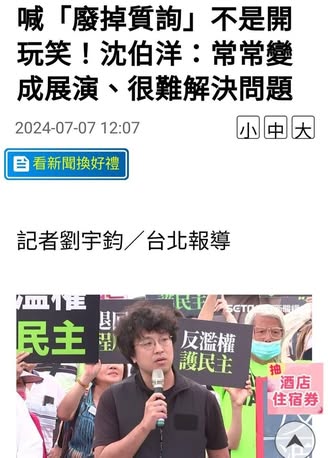 喊「廢掉質詢」不是開
玩笑！沈伯洋：常常變
成展演、很難解決問題
2024-07-07 12:07
小 中 大
看新聞換好禮
記者劉宇鈞／台北報導
濫權
民主
退回
反濫權
護民主
民主
抽
酒店
住宿券